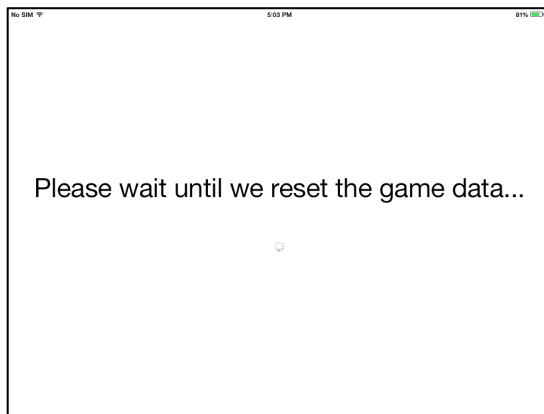 No SIM 5:03 PM 81%
Please wait until we reset the game data...